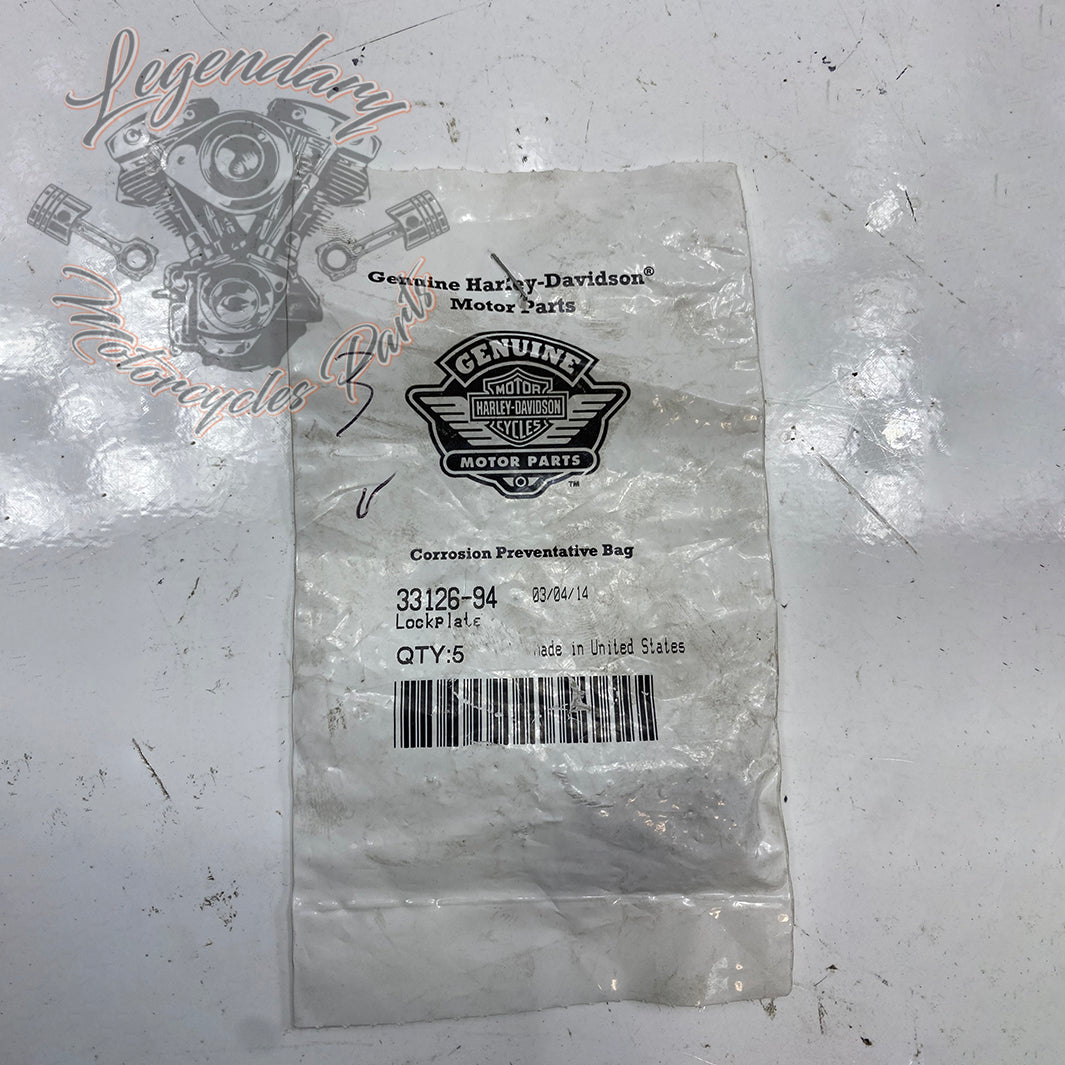 Legendary
Motorcycles Parts
Genuine Harley-Davidson®
Motor Parts
GENUINE
MOTOR
HARLEY-DAVIDSON
CYCLES
MOTOR PARTS
™
Corrosion Preventative Bag
33126-94 03/04/14
Lockplate
QTY:5 Made in United States